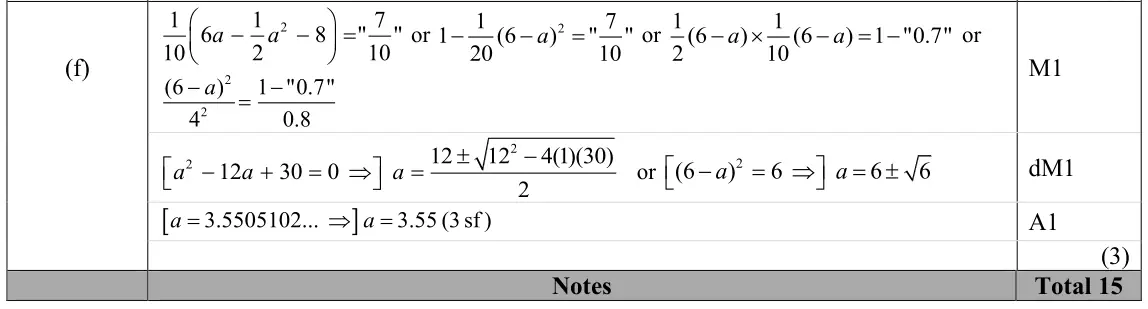 (f)
1/10(6a − 1/2 a² − 8) = "7/10" or 1 − 1/20(6 − a)² = "7/10" or 1/2(6 − a) × 1/10(6 − a) = 1 − "0.7" or
(6 − a)²/4² = 1 − "0.7"/0.8
M1
[a² − 12a + 30 = 0 ⇒] a = 12 ± √(12² − 4(1)(30))/2 or [(6 − a)² = 6 ⇒] a = 6 ± √6 dM1
[a = 3.5505102... ⇒] a = 3.55 (3 sf) A1
(3)
Notes Total 15